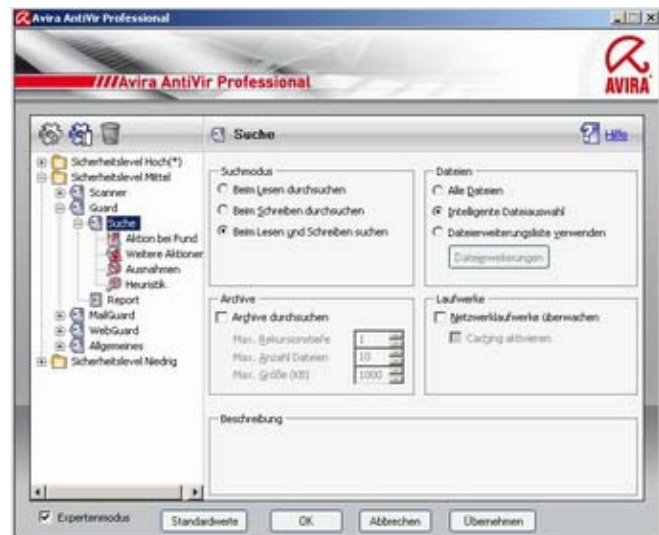 Avira AntiVir Professional
////Avira AntiVir Professional
AVIRA
Suche
Hilfe
Sicherheitslevel Hoch(*)
Sicherheitslevel Mittel
Scanner
Guard
Suche
Aktion bei Fund
Weitere Aktionen
Ausnahmen
Heuristik
Report
MailGuard
WebGuard
Allgemeines
Sicherheitslevel Niedrig
Suchmodus
Beim Lesen durchsuchen
Beim Schreiben durchsuchen
Beim Lesen und Schreiben suchen
Dateien
Alle Dateien
Intelligente Dateiauswahl
Dateierweiterungsliste verwenden
Dateierweiterungen
Archive
Archive durchsuchen
Max. Rekursionstiefe 1
Max. Anzahl Dateien 10
Max. Größe (KB) 1000
Laufwerke
Netzwerklaufwerke überwachen
Caching aktivieren
Beschreibung
Expertenmodus
Standardwerte
OK
Abbrechen
Übernehmen